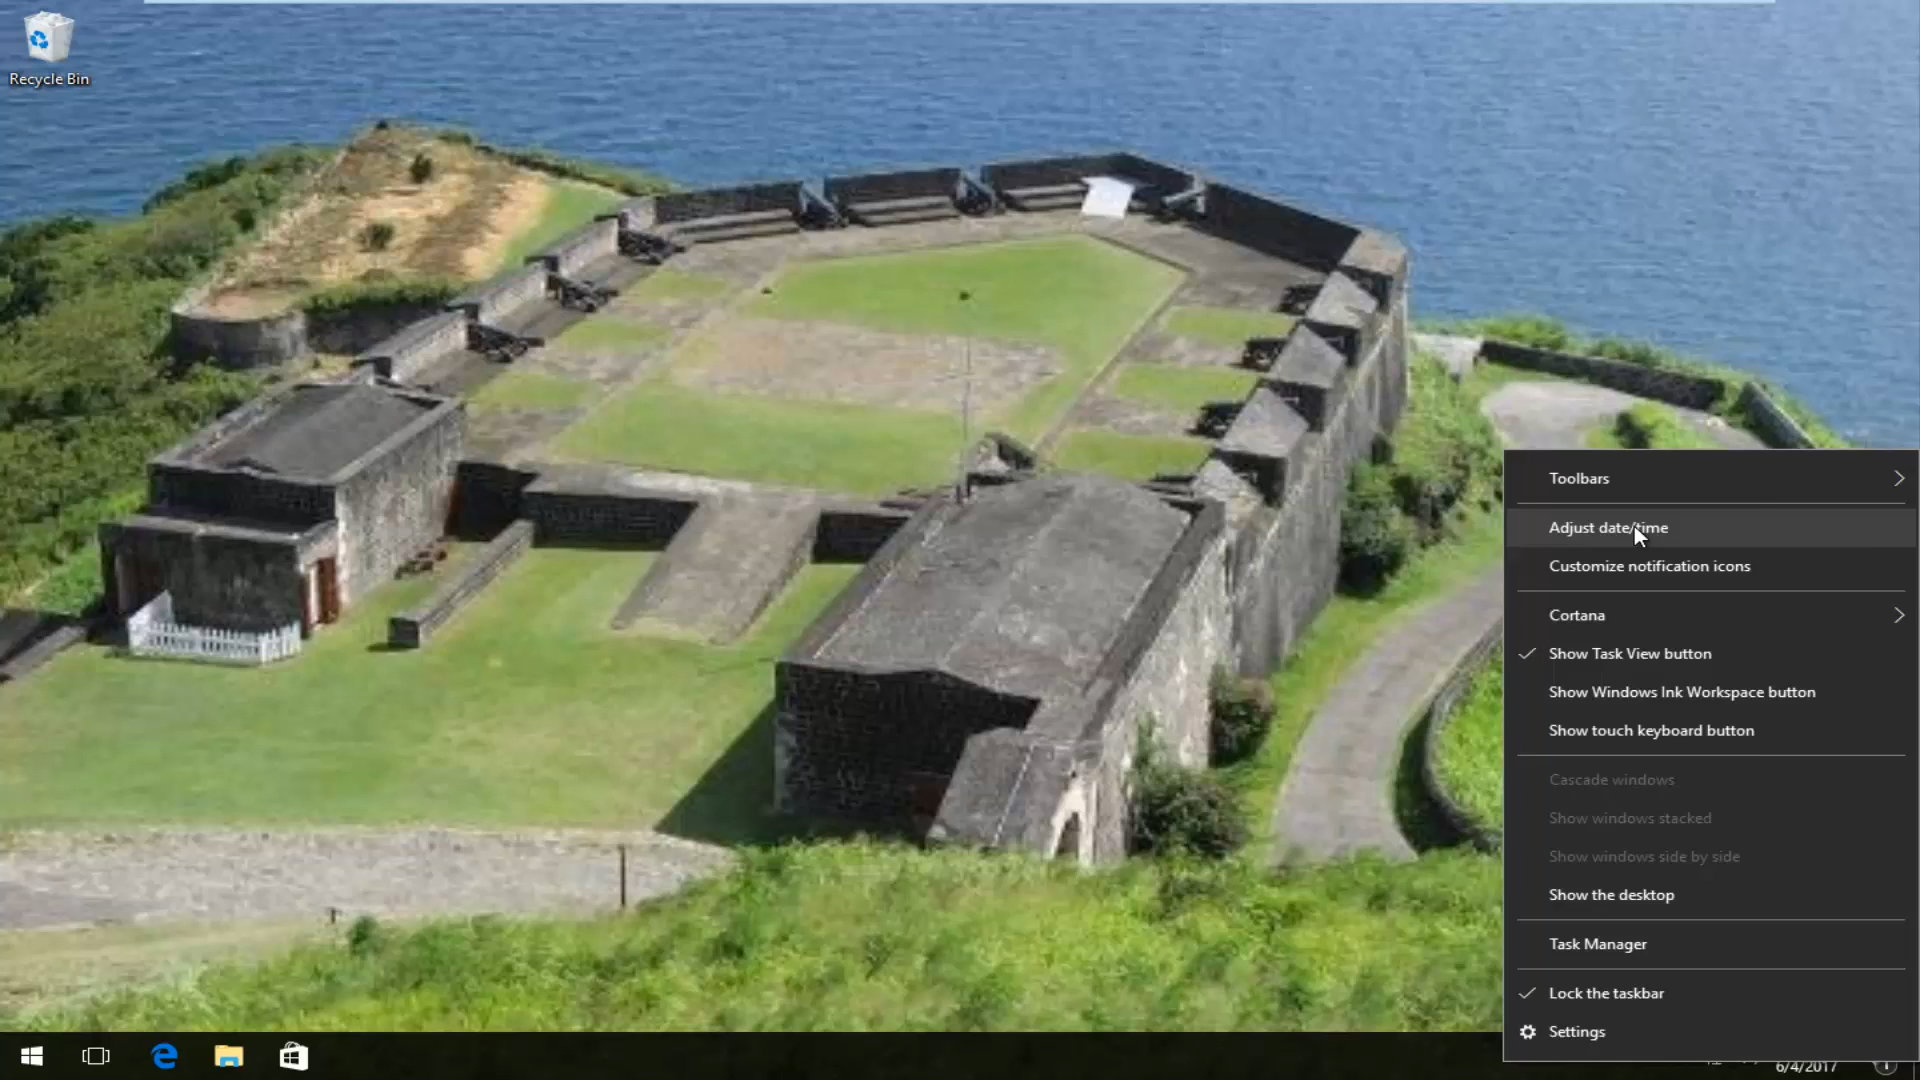 Recycle Bin
Toolbars
Adjust date/time
Customize notification icons
Cortana
Show Task View button
Show Windows Ink Workspace button
Show touch keyboard button
Cascade windows
Show windows stacked
Show windows side by side
Show the desktop
Task Manager
Lock the taskbar
Settings
6/4/2017